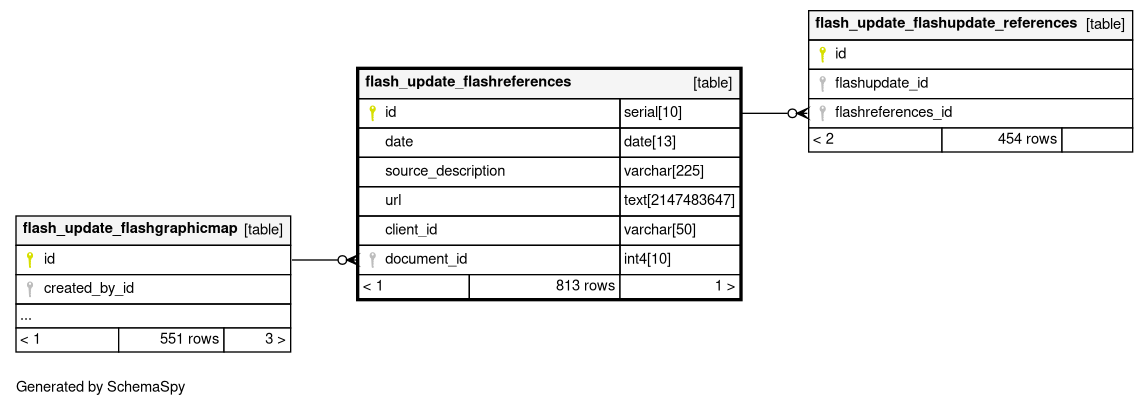 flash_update_flashupdate_references [table]
id
flashupdate_id
flashreferences_id
< 2 454 rows
flash_update_flashreferences [table]
id serial[10]
date date[13]
source_description varchar[225]
url text[2147483647]
client_id varchar[50]
document_id int4[10]
< 1 813 rows 1 >
flash_update_flashgraphicmap [table]
id
created_by_id
...
< 1 551 rows 3 >
Generated by SchemaSpy